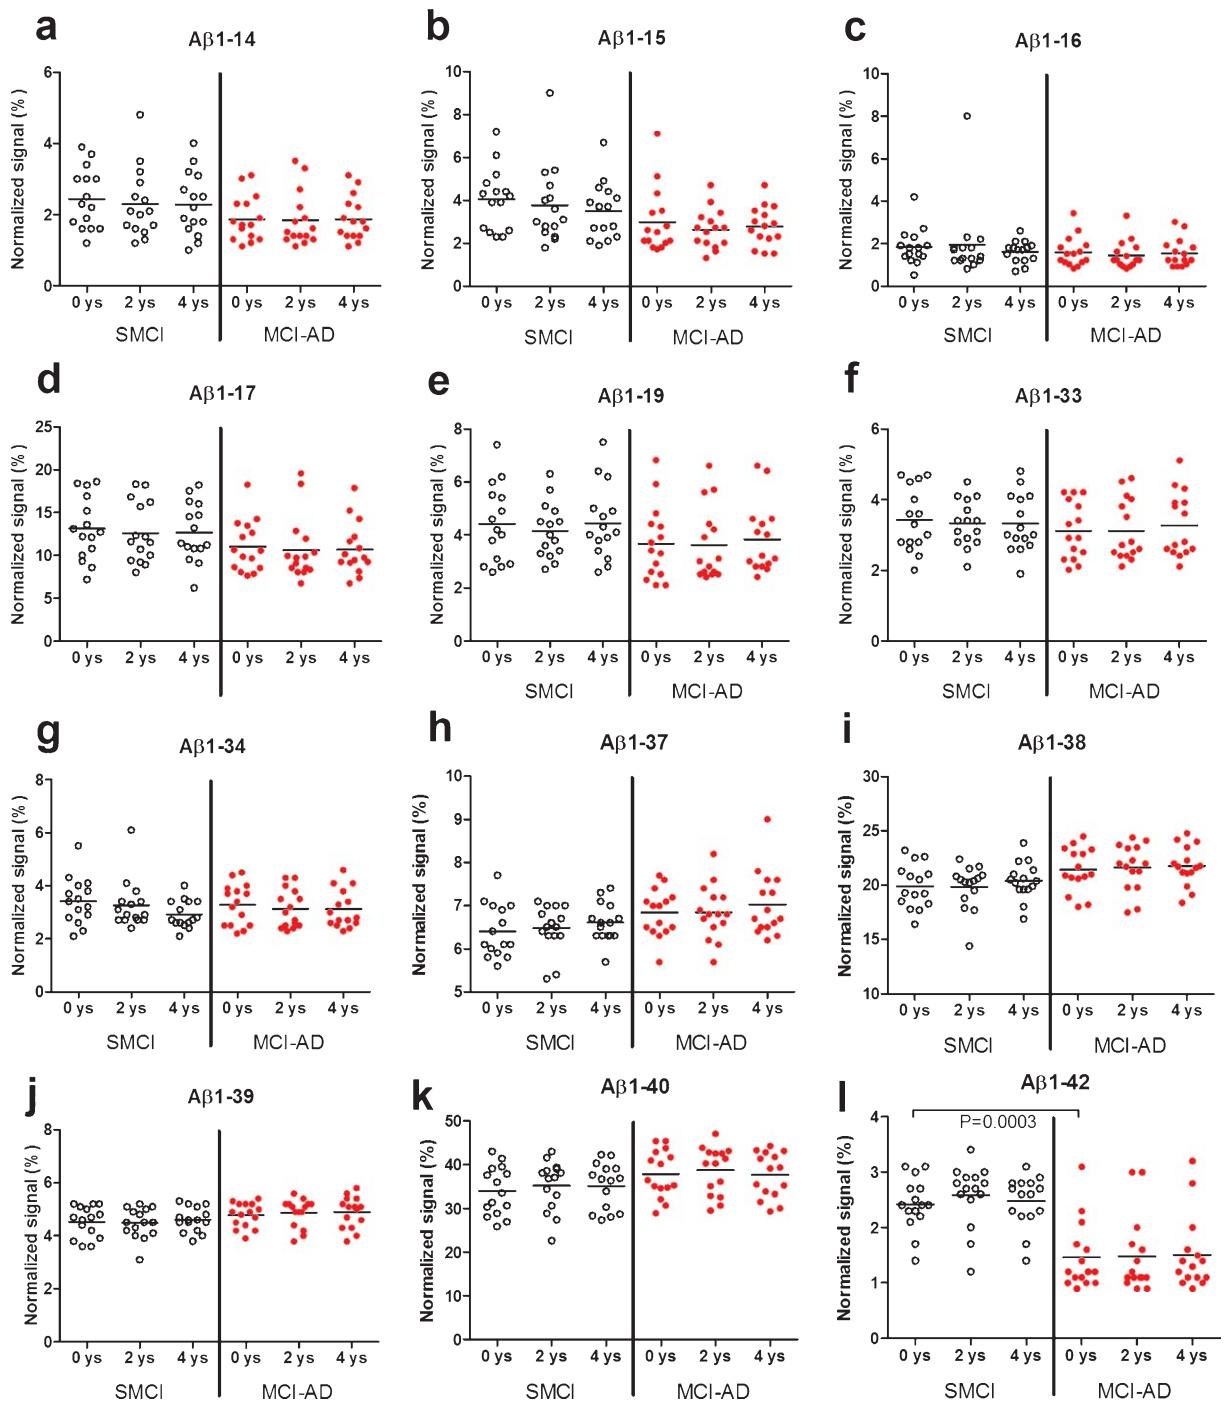 a
Aβ1-14
Normalized signal (%)
6
4
2
0
0 ys 2 ys 4 ys 0 ys 2 ys 4 ys
SMCI MCI-AD
b
Aβ1-15
Normalized signal (%)
10
8
6
4
2
0
0 ys 2 ys 4 ys 0 ys 2 ys 4 ys
SMCI MCI-AD
c
Aβ1-16
Normalized signal (%)
10
8
6
4
2
0
0 ys 2 ys 4 ys 0 ys 2 ys 4 ys
SMCI MCI-AD
d
Aβ1-17
Normalized signal (%)
25
20
15
10
5
0
0 ys 2 ys 4 ys 0 ys 2 ys 4 ys
e
Aβ1-19
Normalized signal (%)
8
6
4
2
0
0 ys 2 ys 4 ys 0 ys 2 ys 4 ys
SMCI MCI-AD
f
Aβ1-33
Normalized signal (%)
6
4
2
0
0 ys 2 ys 4 ys 0 ys 2 ys 4 ys
SMCI MCI-AD
g
Aβ1-34
Normalized signal (%)
8
6
4
2
0
0 ys 2 ys 4 ys 0 ys 2 ys 4 ys
SMCI MCI-AD
h
Aβ1-37
Normalized signal (%)
10
9
8
7
6
5
0 ys 2 ys 4 ys 0 ys 2 ys 4 ys
SMCI MCI-AD
i
Aβ1-38
Normalized signal (%)
30
25
20
15
10
0 ys 2 ys 4 ys 0 ys 2 ys 4 ys
SMCI MCI-AD
j
Aβ1-39
Normalized signal (%)
8
6
4
2
0
0 ys 2 ys 4 ys 0 ys 2 ys 4 ys
SMCI MCI-AD
k
Aβ1-40
Normalized signal (%)
50
40
30
20
10
0
0 ys 2 ys 4 ys 0 ys 2 ys 4 ys
SMCI MCI-AD
l
Aβ1-42
Normalized signal (%)
P=0.0003
4
3
2
1
0
0 ys 2 ys 4 ys 0 ys 2 ys 4 ys
SMCI MCI-AD